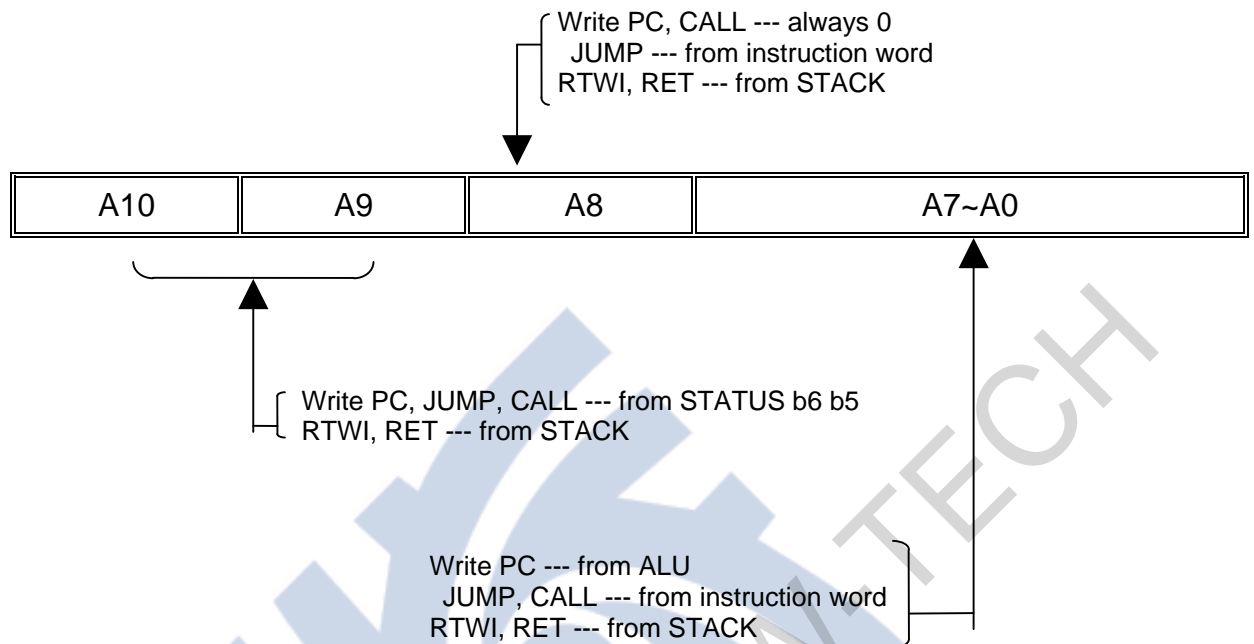 Write PC, CALL --- always 0
JUMP --- from instruction word
RTWI, RET --- from STACK
A10 A9 A8 A7~A0
Write PC, JUMP, CALL --- from STATUS b6 b5
RTWI, RET --- from STACK
Write PC --- from ALU
JUMP, CALL --- from instruction word
RTWI, RET --- from STACK
-TECH